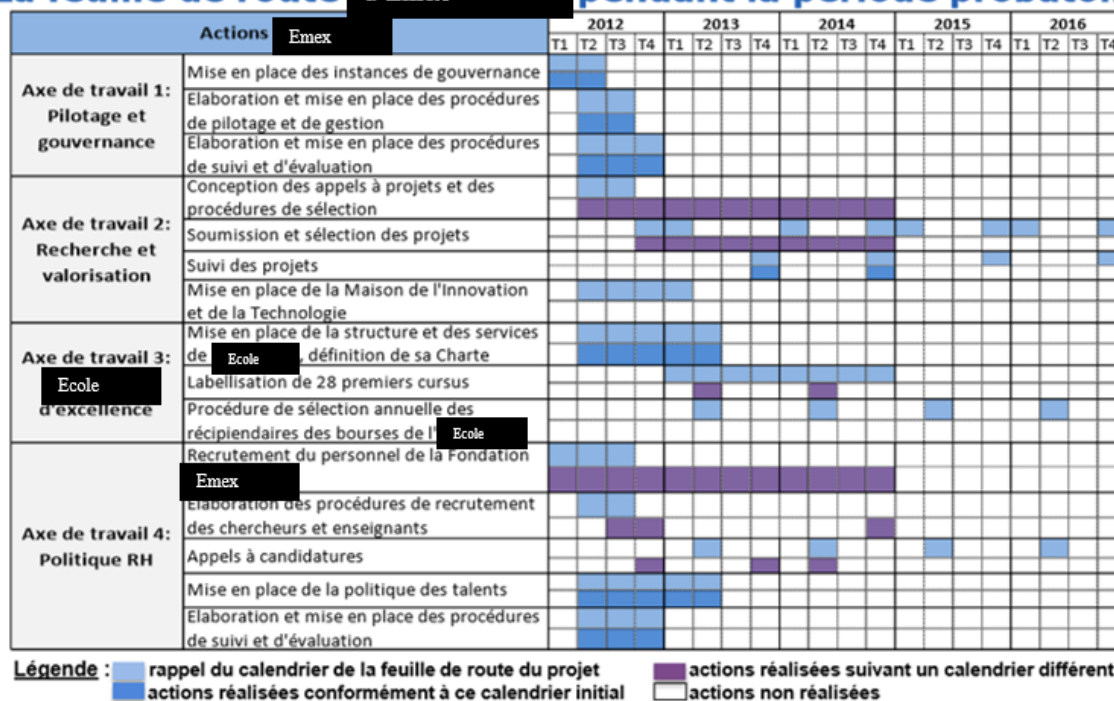 La feuille de route
pendant la période probatoire
Actions Emex
2012 2013 2014 2015 2016
T1 T2 T3 T4 T1 T2 T3 T4 T1 T2 T3 T4 T1 T2 T3 T4 T1 T2 T3 T4
Axe de travail 1:
Pilotage et
gouvernance
Mise en place des instances de gouvernance
Elaboration et mise en place des procédures
de pilotage et de gestion
Elaboration et mise en place des procédures
de suivi et d'évaluation
Axe de travail 2:
Recherche et
valorisation
Conception des appels à projets et des
procédures de sélection
Soumission et sélection des projets
Suivi des projets
Mise en place de la Maison de l'Innovation
et de la Technologie
Axe de travail 3:
Ecole
d'excellence
Mise en place de la structure et des services
de Ecole , définition de sa Charte
Labellisation de 28 premiers cursus
Procédure de sélection annuelle des
récipiendaires des bourses de l' Ecole
Axe de travail 4:
Politique RH
Recrutement du personnel de la Fondation
Emex
Elaboration des procédures de recrutement
des chercheurs et enseignants
Appels à candidatures
Mise en place de la politique des talents
Elaboration et mise en place des procédures
de suivi et d'évaluation
Légende : rappel du calendrier de la feuille de route du projet
actions réalisées conformément à ce calendrier initial
actions réalisées suivant un calendrier différent
actions non réalisées